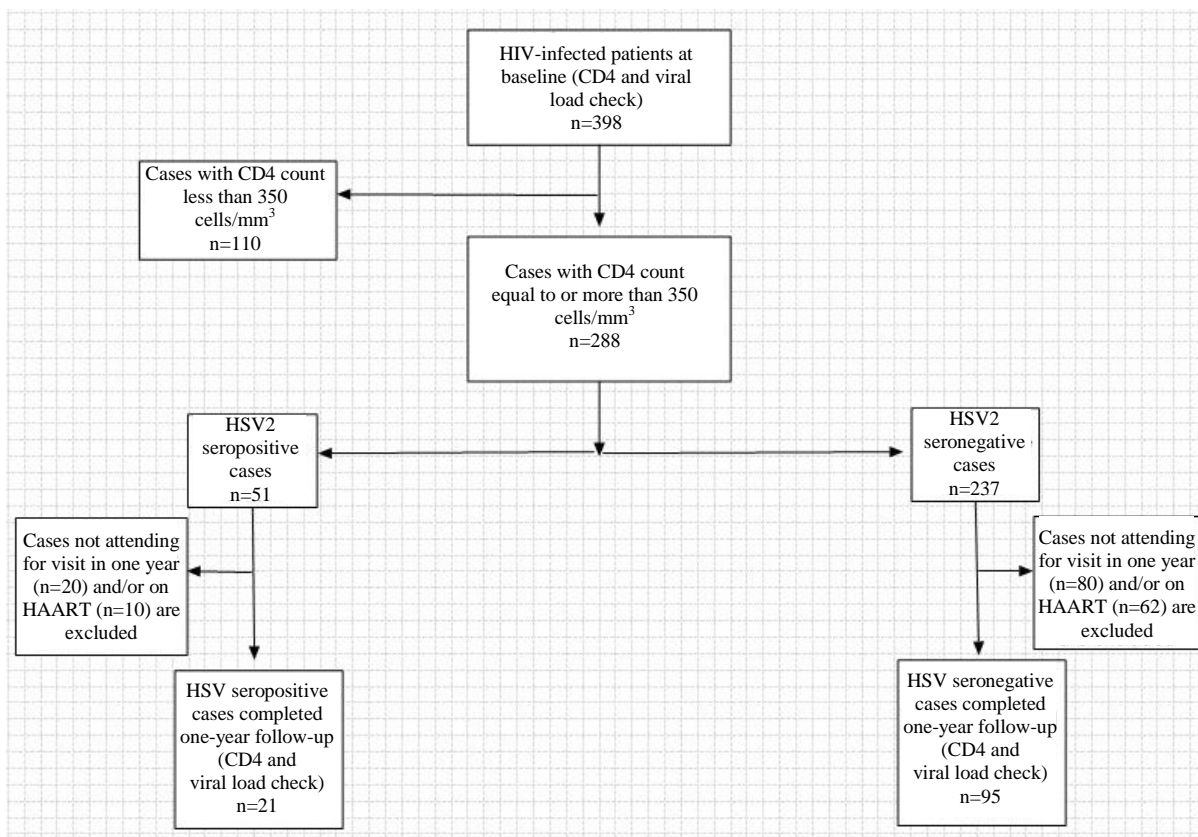 HIV-infected patients at
baseline (CD4 and viral
load check)
n=398
Cases with CD4 count
less than 350
cells/mm³
n=110
Cases with CD4 count
equal to or more than 350
cells/mm³
n=288
HSV2
seropositive
cases
n=51
HSV2
seronegative
cases
n=237
Cases not attending
for visit in one year
(n=20) and/or on
HAART (n=10) are
excluded
Cases not attending
for visit in one year
(n=80) and/or on
HAART (n=62) are
excluded
HSV seropositive
cases completed
one-year follow-up
(CD4 and
viral load check)
n=21
HSV seronegative
cases completed
one-year follow-up
(CD4 and
viral load check)
n=95